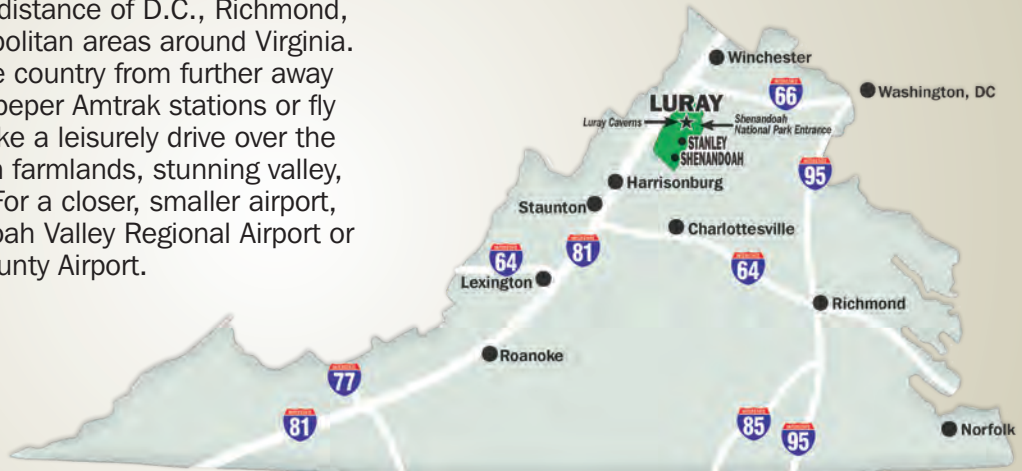 distance of D.C., Richmond,
politan areas around Virginia.
e country from further away
peper Amtrak stations or fly
ke a leisurely drive over the
n farmlands, stunning valley,
For a closer, smaller airport,
oah Valley Regional Airport or
unty Airport.
Winchester
66
Washington, DC
LURAY
Luray Caverns
Shenandoah
National Park Entrance
STANLEY
SHENANDOAH
95
Harrisonburg
Staunton
Charlottesville
81
64
64
Lexington
Richmond
Roanoke
77
81
85
95
Norfolk